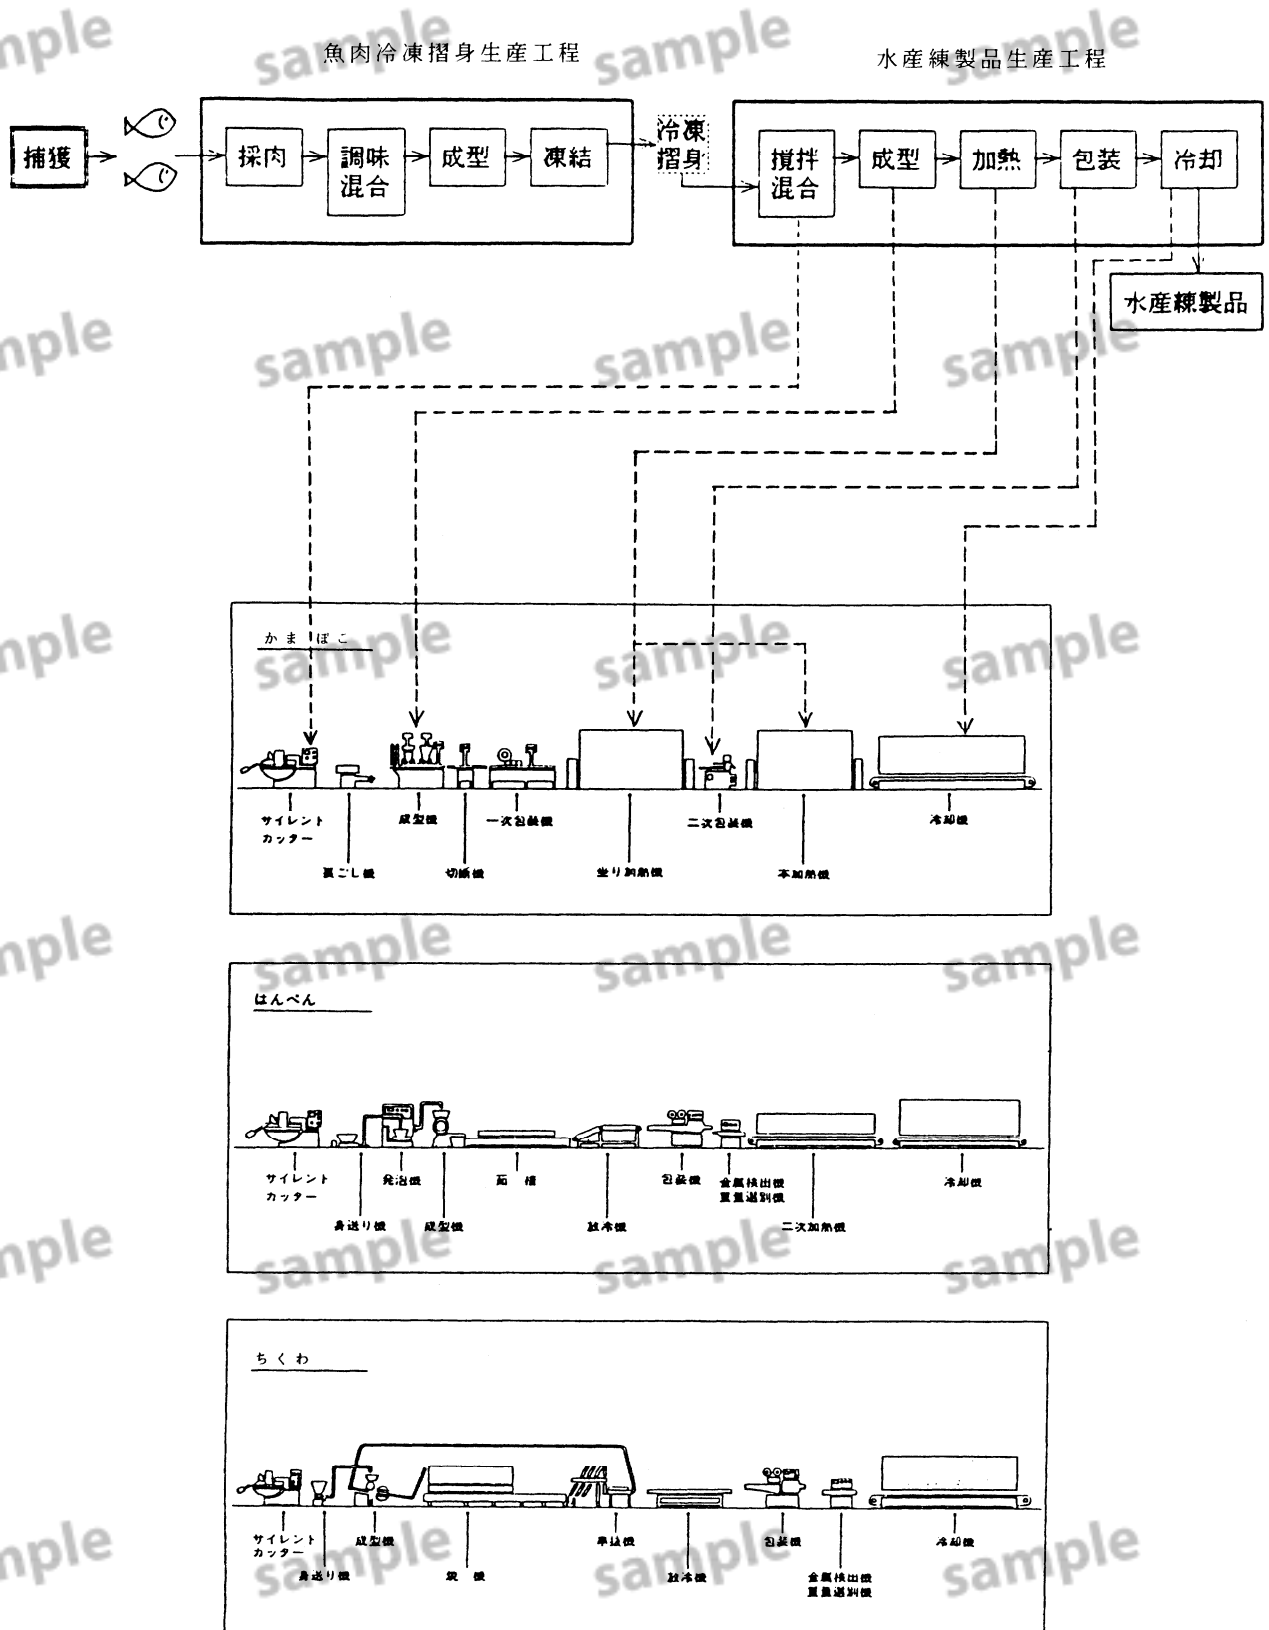 魚肉冷凍摺身生産工程
水産練製品生産工程
捕獲
採肉
調味
混合
成型
凍結
冷凍
摺身
撹拌
混合
成型
加熱
包装
冷却
水産練製品
かまぼこ
サイレント
カッター
裏ごし機
成型機
切断機
一次包装機
坐り加熱機
二次包装機
本加熱機
冷却機
はんぺん
サイレント
カッター
身送り機
発泡機
成型機
茹槽
放冷機
包装機
金属検出機
重量選別機
二次加熱機
冷却機
ちくわ
サイレント
カッター
身送り機
成型機
焼機
串抜機
放冷機
包装機
金属検出機
重量選別機
冷却機
sample